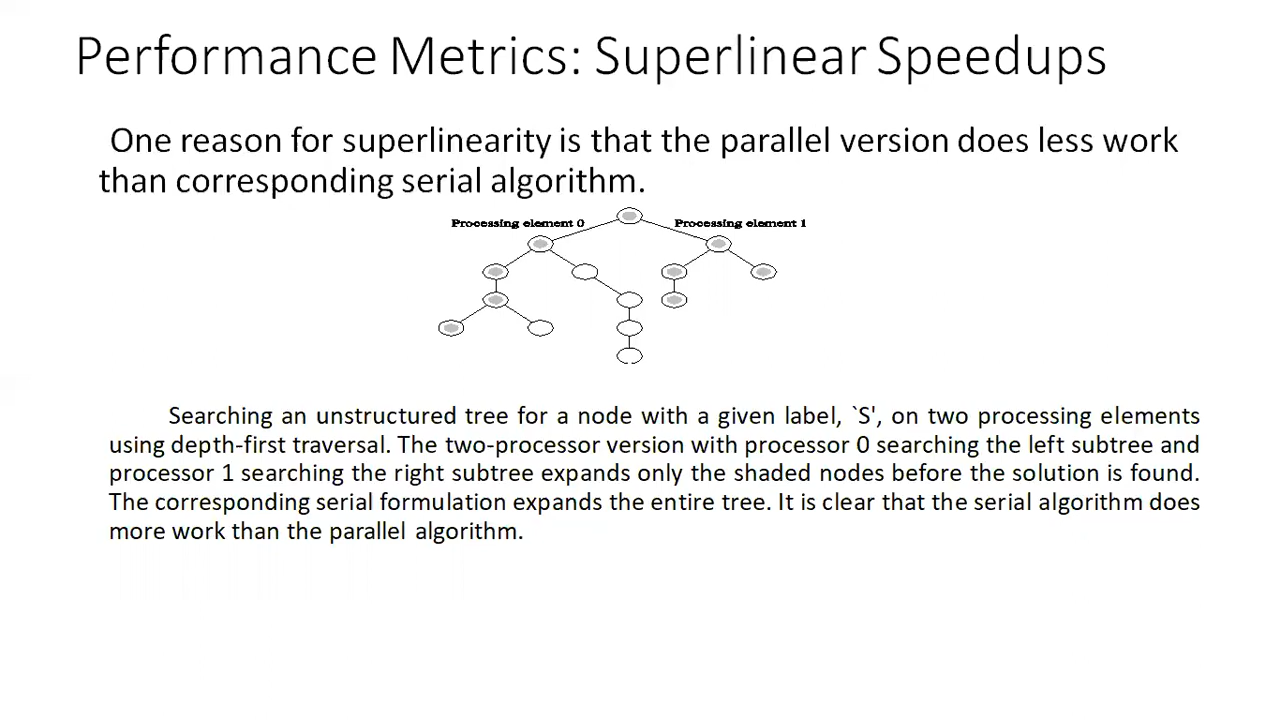 Performance Metrics: Superlinear Speedups
One reason for superlinearity is that the parallel version does less work
than corresponding serial algorithm.
Processing element 0
Processing element 1
Searching an unstructured tree for a node with a given label, `S', on two processing elements
using depth-first traversal. The two-processor version with processor 0 searching the left subtree and
processor 1 searching the right subtree expands only the shaded nodes before the solution is found.
The corresponding serial formulation expands the entire tree. It is clear that the serial algorithm does
more work than the parallel algorithm.